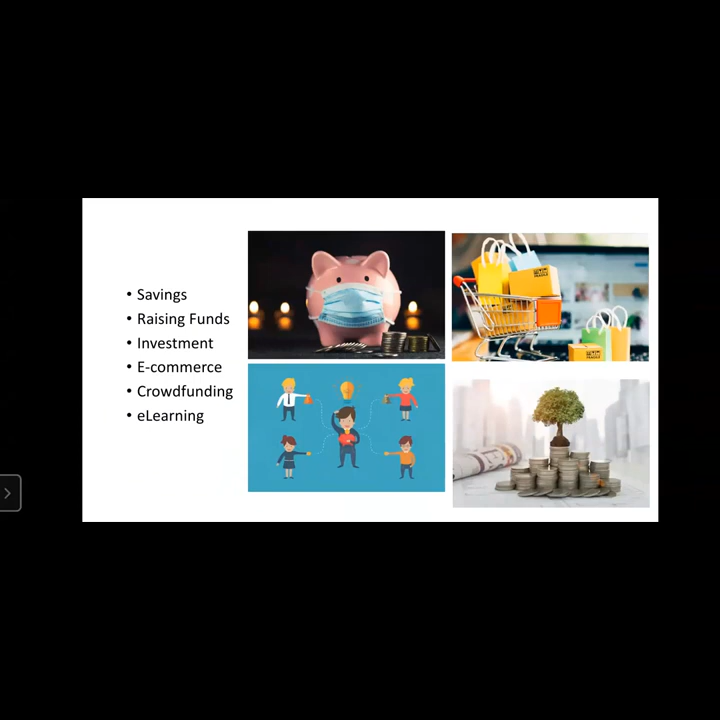 • Savings
• Raising Funds
• Investment
• E-commerce
• Crowdfunding
• eLearning